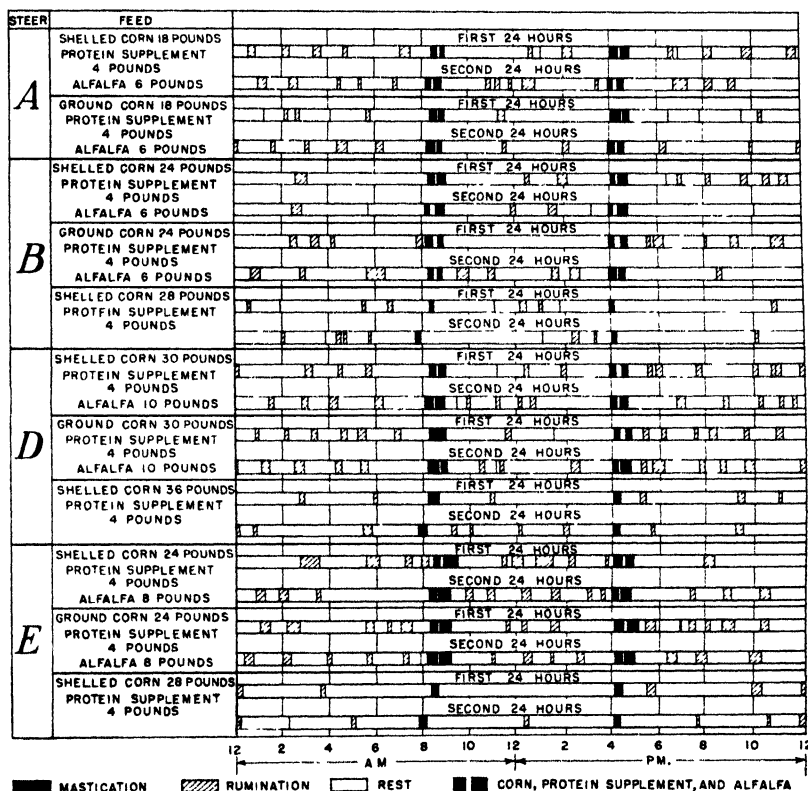 STEER FEED
SHELLED CORN 18 POUNDS FIRST 24 HOURS
PROTEIN SUPPLEMENT
4 POUNDS SECOND 24 HOURS
ALFALFA 6 POUNDS
A
GROUND CORN 18 POUNDS FIRST 24 HOURS
PROTEIN SUPPLEMENT
4 POUNDS SECOND 24 HOURS
ALFALFA 6 POUNDS
SHELLED CORN 24 POUNDS FIRST 24 HOURS
PROTEIN SUPPLEMENT
4 POUNDS SECOND 24 HOURS
ALFALFA 6 POUNDS
B
GROUND CORN 24 POUNDS FIRST 24 HOURS
PROTEIN SUPPLEMENT
4 POUNDS SECOND 24 HOURS
ALFALFA 6 POUNDS
SHELLED CORN 28 POUNDS FIRST 24 HOURS
PROTEIN SUPPLEMENT
4 POUNDS SECOND 24 HOURS
SHELLED CORN 30 POUNDS FIRST 24 HOURS
PROTEIN SUPPLEMENT
4 POUNDS SECOND 24 HOURS
ALFALFA 10 POUNDS
D
GROUND CORN 30 POUNDS FIRST 24 HOURS
PROTEIN SUPPLEMENT
4 POUNDS SECOND 24 HOURS
ALFALFA 10 POUNDS
SHELLED CORN 36 POUNDS FIRST 24 HOURS
PROTEIN SUPPLEMENT
4 POUNDS SECOND 24 HOURS
SHELLED CORN 24 POUNDS FIRST 24 HOURS
PROTEIN SUPPLEMENT
4 POUNDS SECOND 24 HOURS
ALFALFA 8 POUNDS
E
GROUND CORN 24 POUNDS FIRST 24 HOURS
PROTEIN SUPPLEMENT
4 POUNDS SECOND 24 HOURS
ALFALFA 8 POUNDS
SHELLED CORN 28 POUNDS FIRST 24 HOURS
PROTEIN SUPPLEMENT
4 POUNDS SECOND 24 HOURS
12 2 4 6 8 10 12 2 4 6 8 10 12
AM PM.
MASTICATION RUMINATION REST CORN, PROTEIN SUPPLEMENT, AND ALFALFA